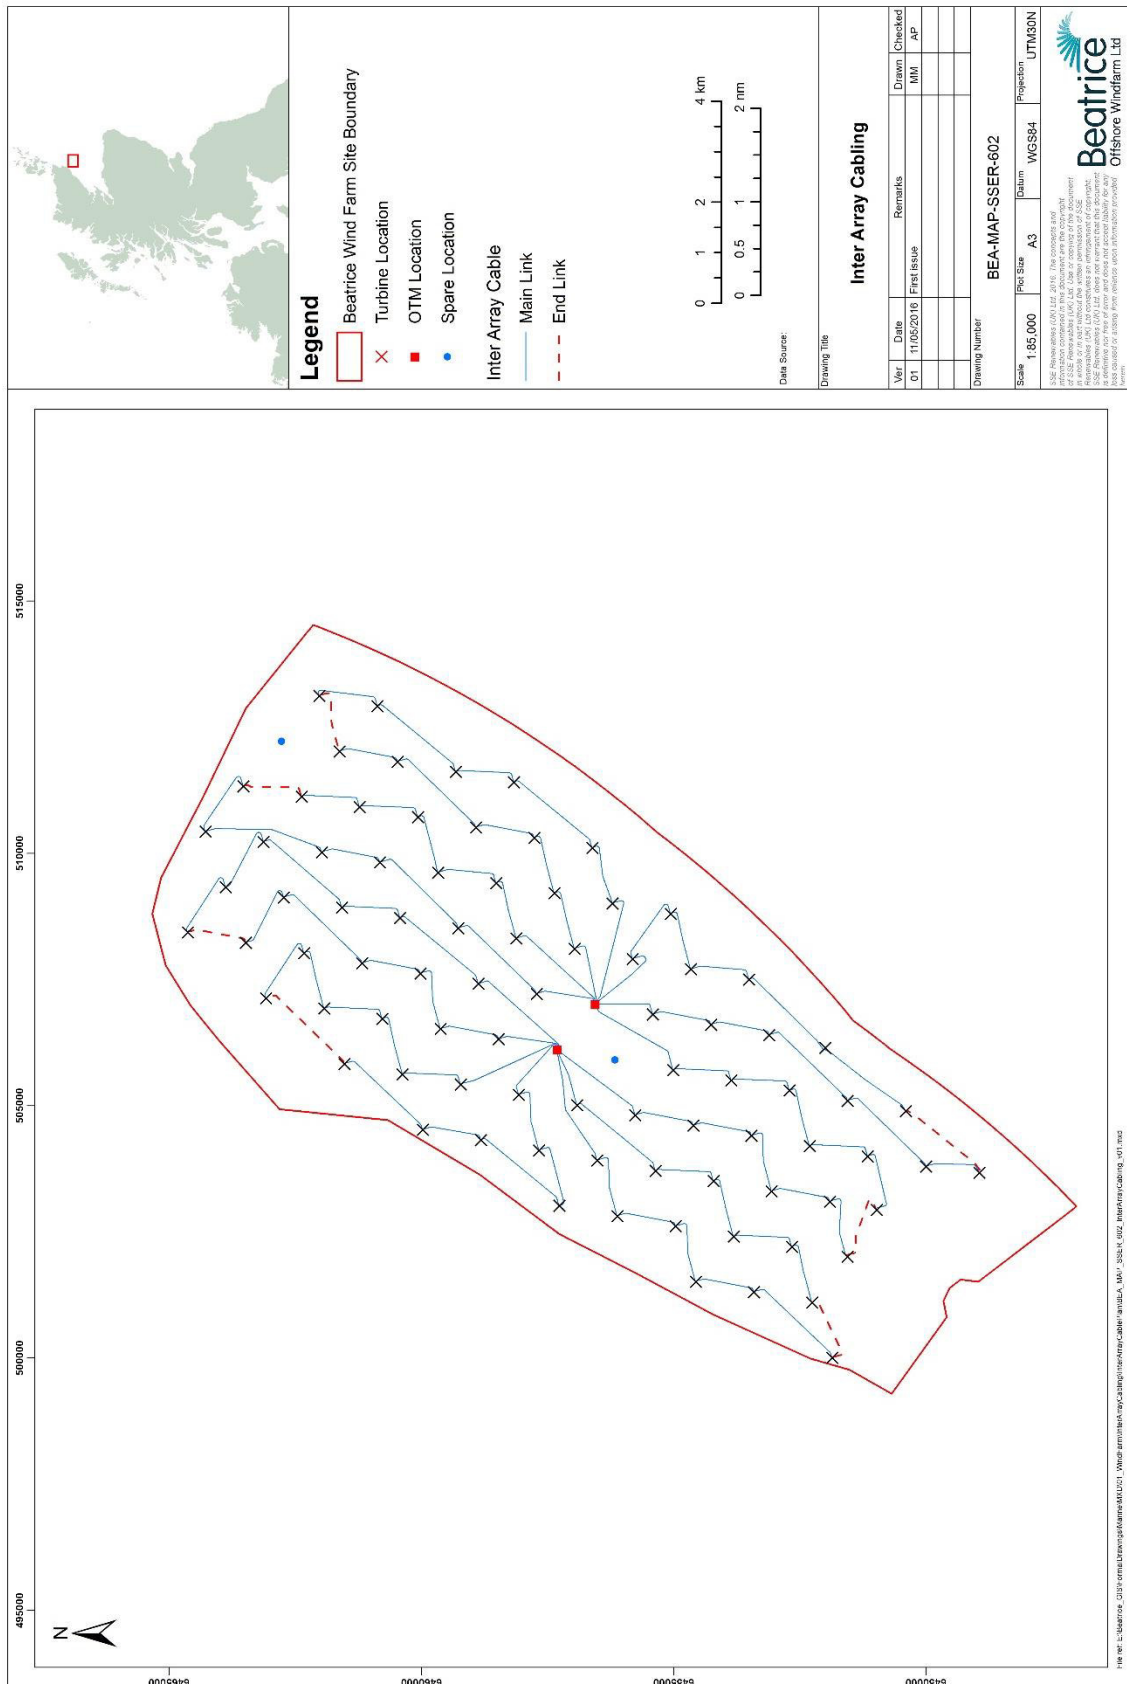 Legend
Beatrice Wind Farm Site Boundary
Turbine Location
OTM Location
Spare Location
Inter Array Cable
Main Link
End Link
0 1 2 4 km
0 0.5 1 2 nm
Data Source:
Drawing Title
Inter Array Cabling
Ver Date Remarks Drawn Checked
01 11/05/2016 First Issue MM AP
Drawing Number
BEA-MAP-SSER-602
Scale 1:85,000 Plot Size A3 Datum WGS84 Projection UTM30N
Beatrice
Offshore Windfarm Ltd
N
495000
500000
505000
510000
515000